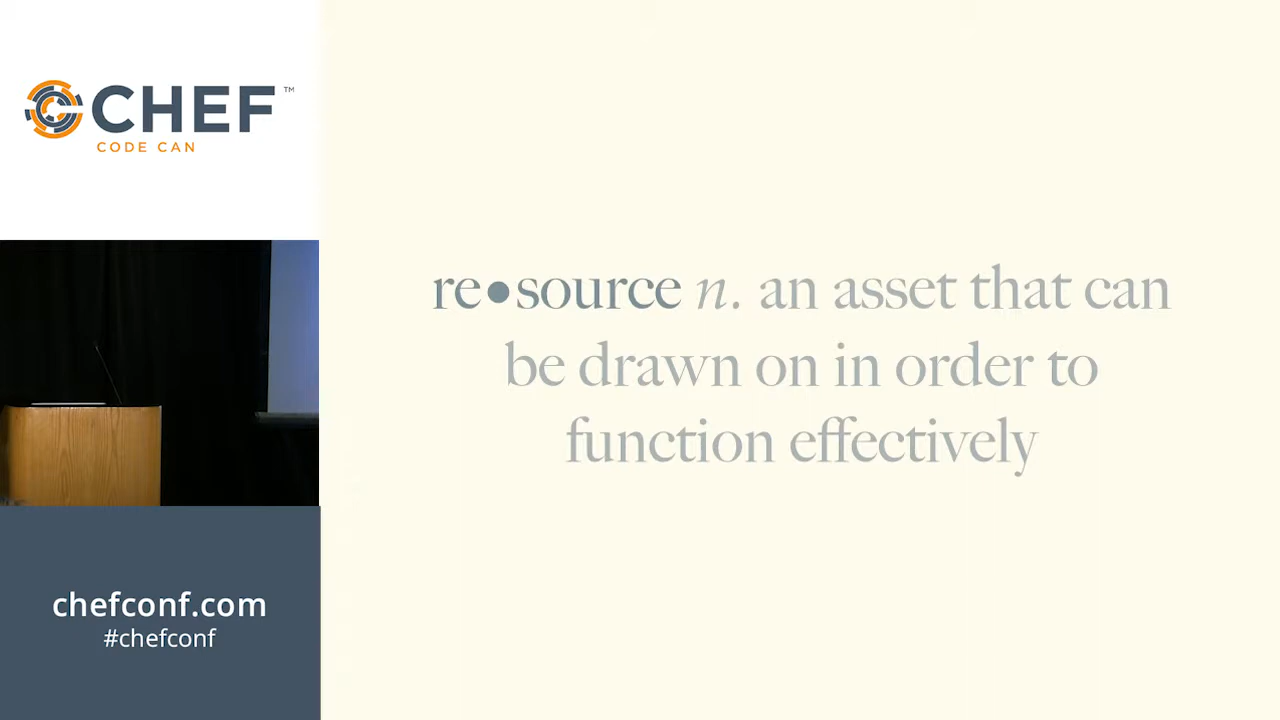 CHEF™
CODE CAN
re•source n. an asset that can
be drawn on in order to
function effectively
chefconf.com
#chefconf